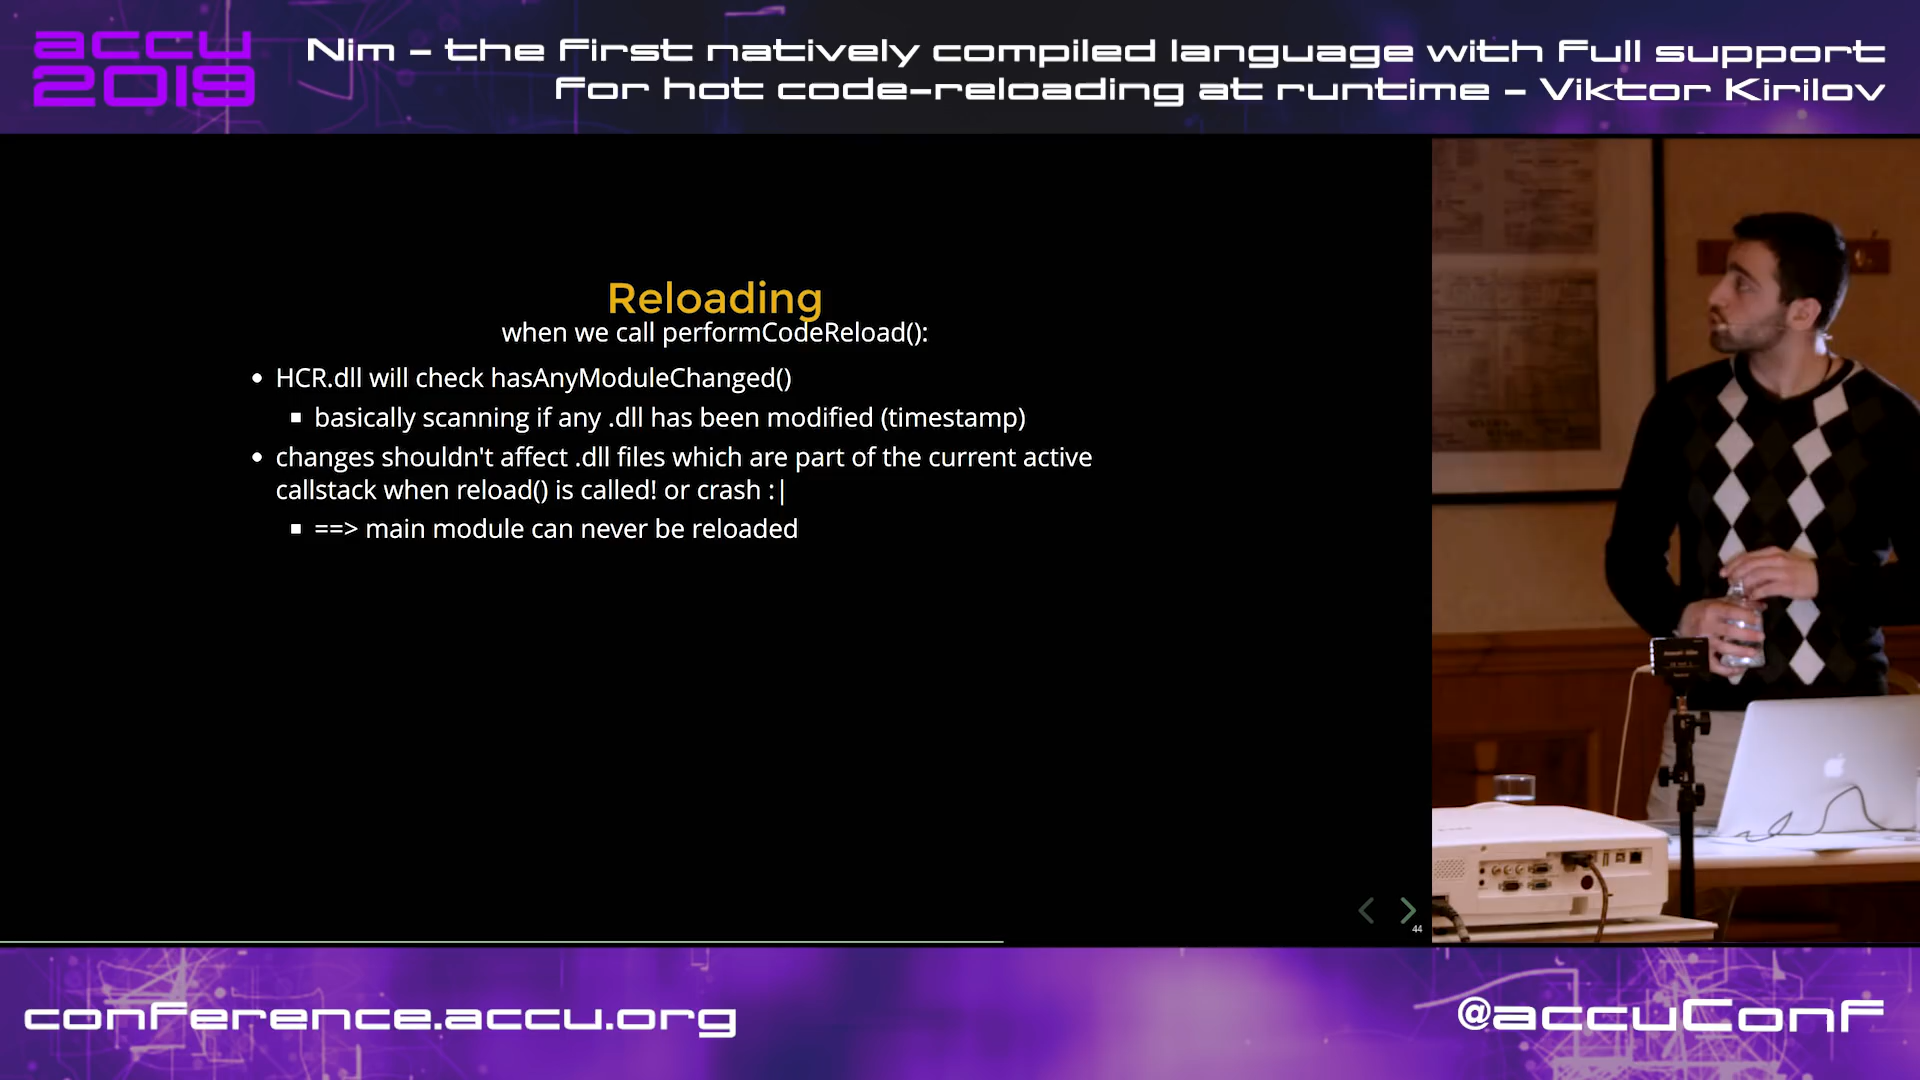 accu
2019
Nim - the first natively compiled language with full support
for hot code-reloading at runtime - Viktor Kirilov
Reloading
when we call performCodeReload():
• HCR.dll will check hasAnyModuleChanged()
▪ basically scanning if any .dll has been modified (timestamp)
• changes shouldn't affect .dll files which are part of the current active
callstack when reload() is called! or crash :|
▪ ==> main module can never be reloaded
44
conference.accu.org
@accuConf